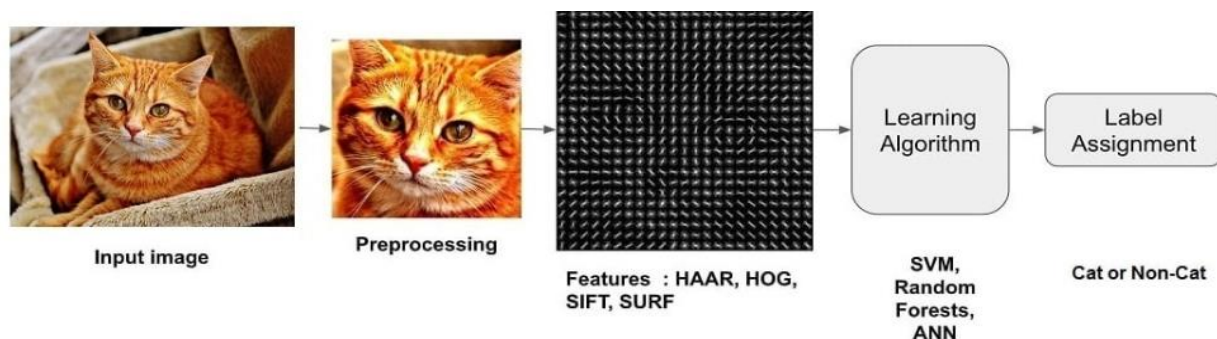 Input image
Preprocessing
Features : HAAR, HOG,
SIFT, SURF
Learning
Algorithm
SVM,
Random
Forests,
ANN
Label
Assignment
Cat or Non-Cat